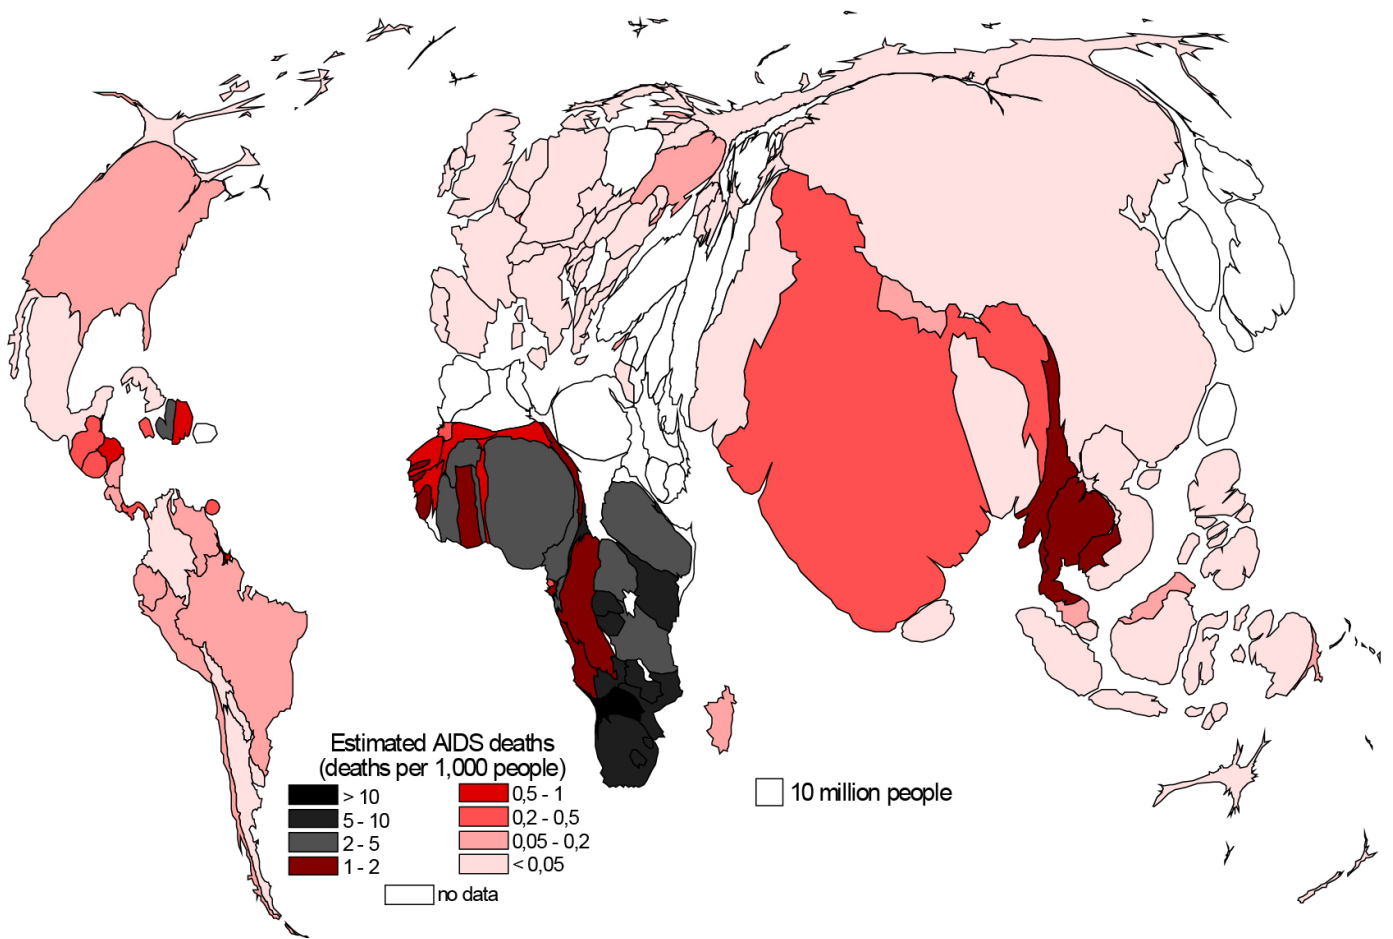 Estimated AIDS deaths
(deaths per 1,000 people)
> 10
5 - 10
2 - 5
1 - 2
0,5 - 1
0,2 - 0,5
0,05 - 0,2
< 0,05
no data
10 million people